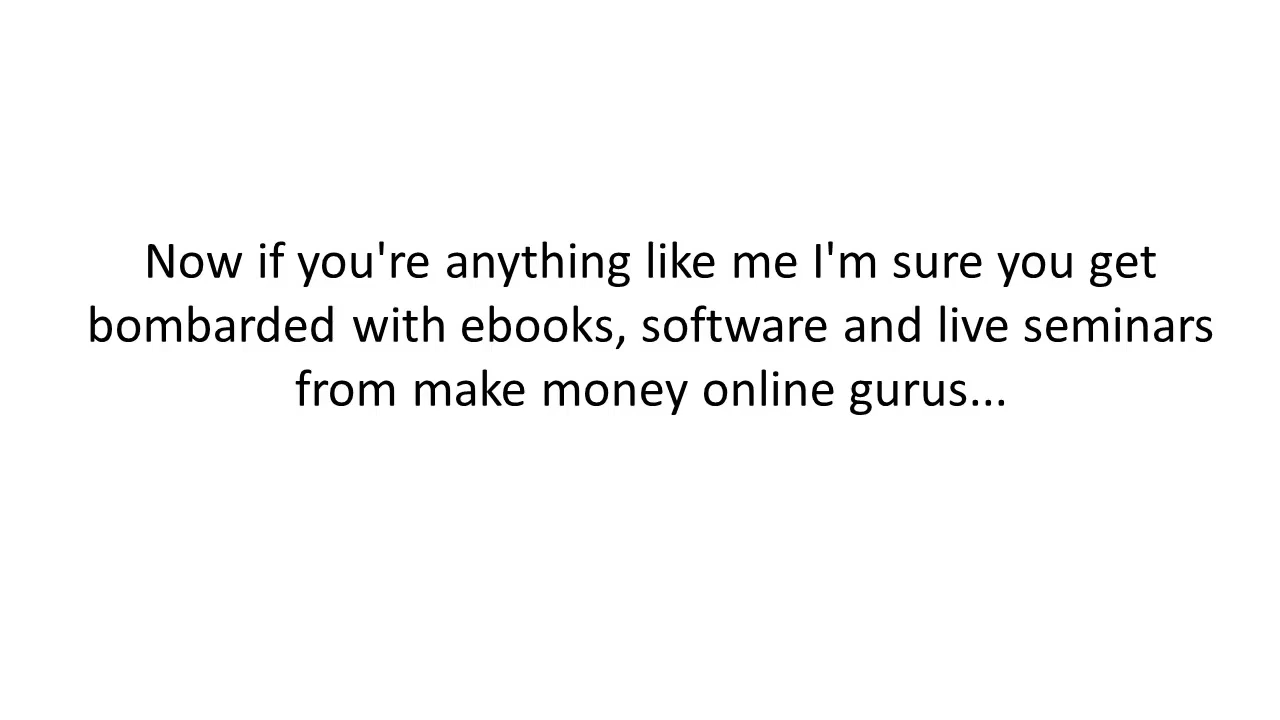 Now if you're anything like me I'm sure you get
bombarded with ebooks, software and live seminars
from make money online gurus...